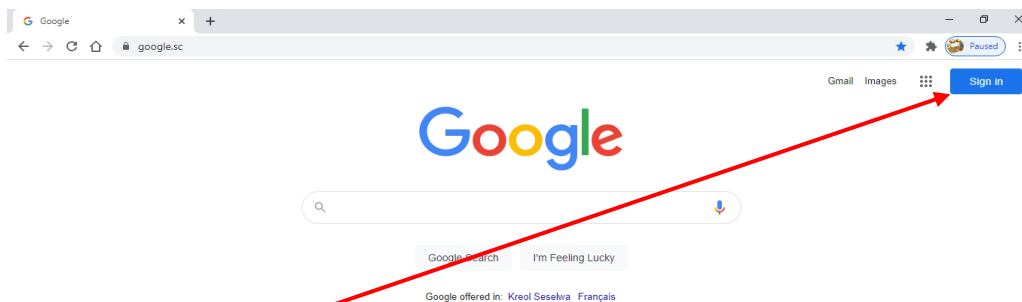 Google
google.sc
Paused
Gmail Images
Sign in
Google
Google Search I'm Feeling Lucky
Google offered in: Kreol Seselwa Français